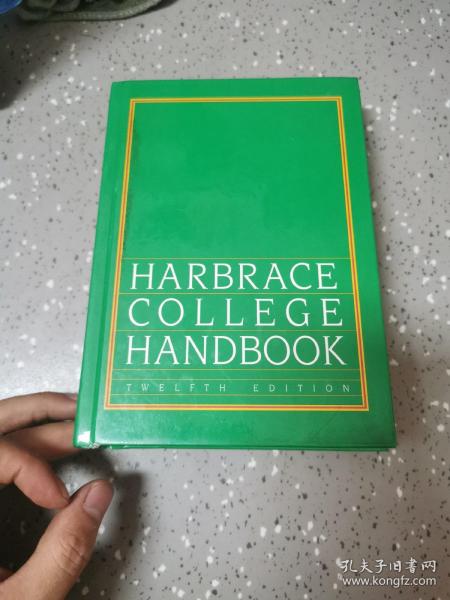 HARBRACE
COLLEGE
HANDBOOK
TWELFTH EDITION
孔夫子旧书网
www.kongfz.com